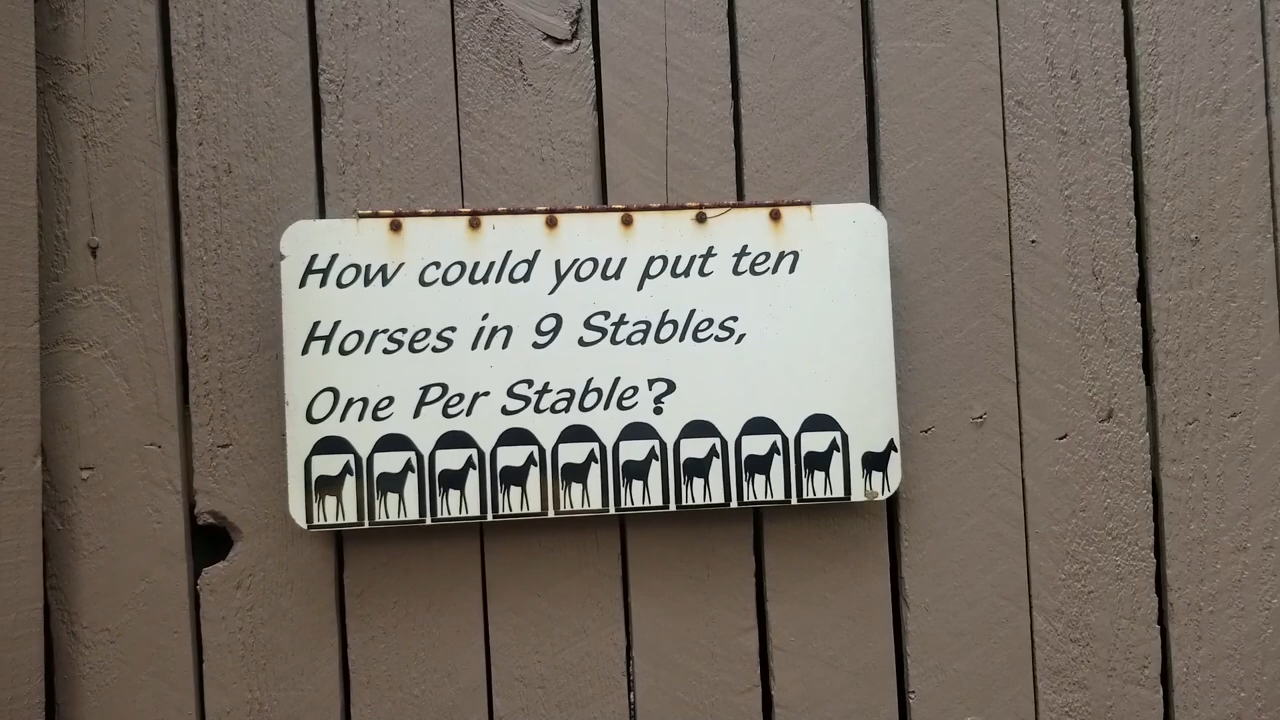 How could you put ten
Horses in 9 Stables,
One Per Stable?